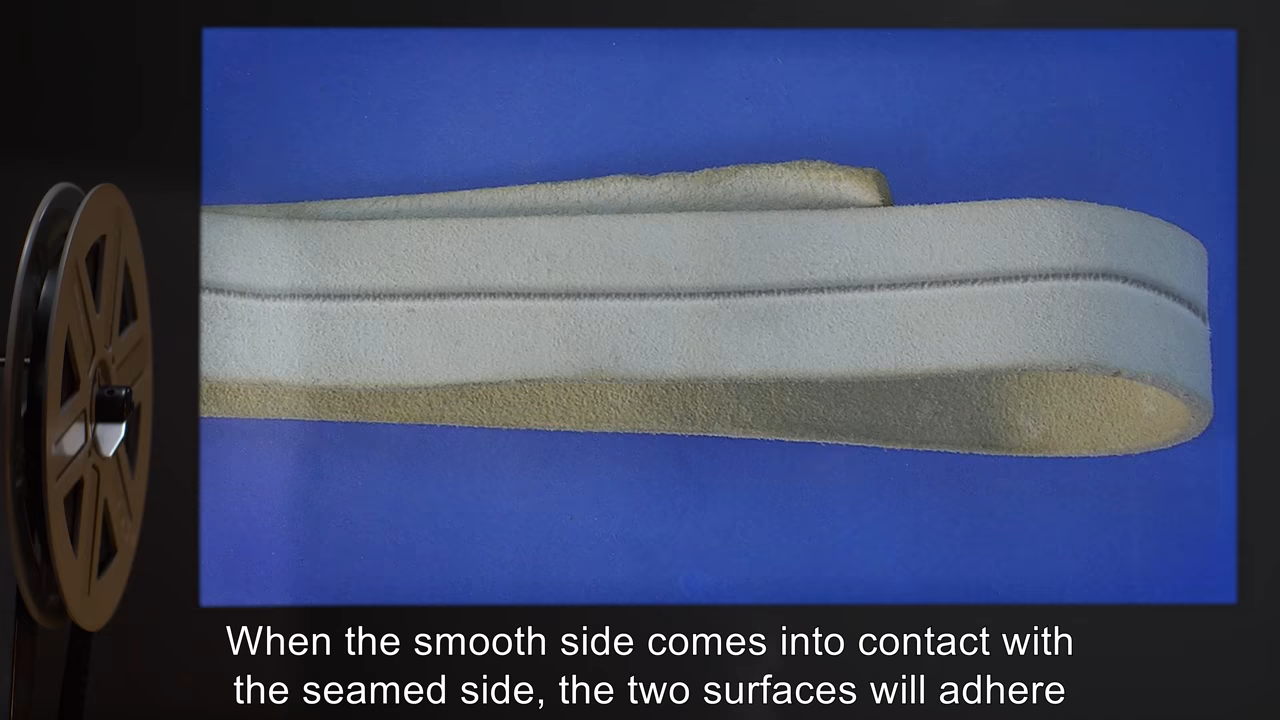 When the smooth side comes into contact with
the seamed side, the two surfaces will adhere